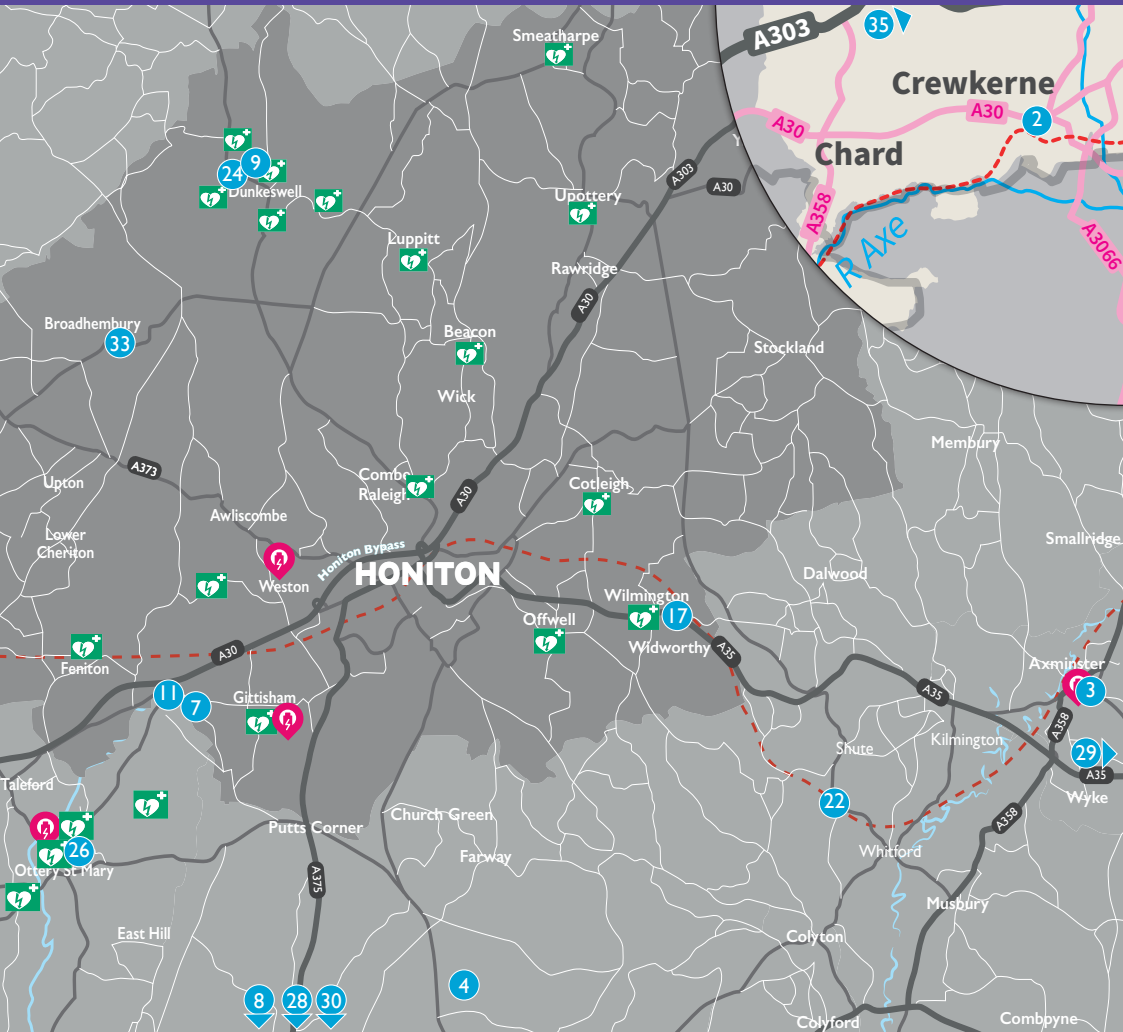 Smeatharpe
A303
35
Crewkerne
A30
A30
2
Chard
A358
R Axe
A3066
9
24
Dunkeswell
Upottery
A303
A30
Luppitt
Rawridge
A30
Broadhembury
33
Beacon
Stockland
Wick
Membury
A373
Upton
Combe
Raleigh
A30
Cotleigh
Awliscombe
Lower
Cheriton
Smallridge
Honiton Bypass
HONITON
Weston
Dalwood
Wilmington
17
Offwell
Widworthy
A35
A30
Feniton
Axminster
3
11
7
Gittisham
A35
A358
Kilmington
Shute
29
A35
Wyke
Taleford
22
A358
Church Green
Putts Corner
26
Farway
Whitford
Ottery St Mary
A375
Musbury
East Hill
Colyton
4
8
28
30
Colyford
Combpyne